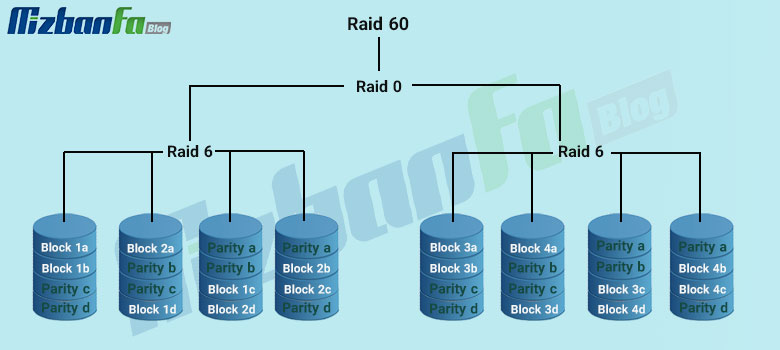 MizbanFa Blog
Raid 60
Raid 0
Raid 6
Raid 6
Block 1a
Block 1b
Parity c
Parity d
Block 2a
Parity b
Parity c
Block 1d
Parity a
Parity b
Block 1c
Block 2d
Parity a
Block 2b
Block 2c
Parity d
Block 3a
Block 3b
Parity c
Parity d
Block 4a
Parity b
Parity c
Block 3d
Parity a
Parity b
Block 3c
Block 4d
Parity a
Block 4b
Block 4c
Parity d
MizbanFa Blog